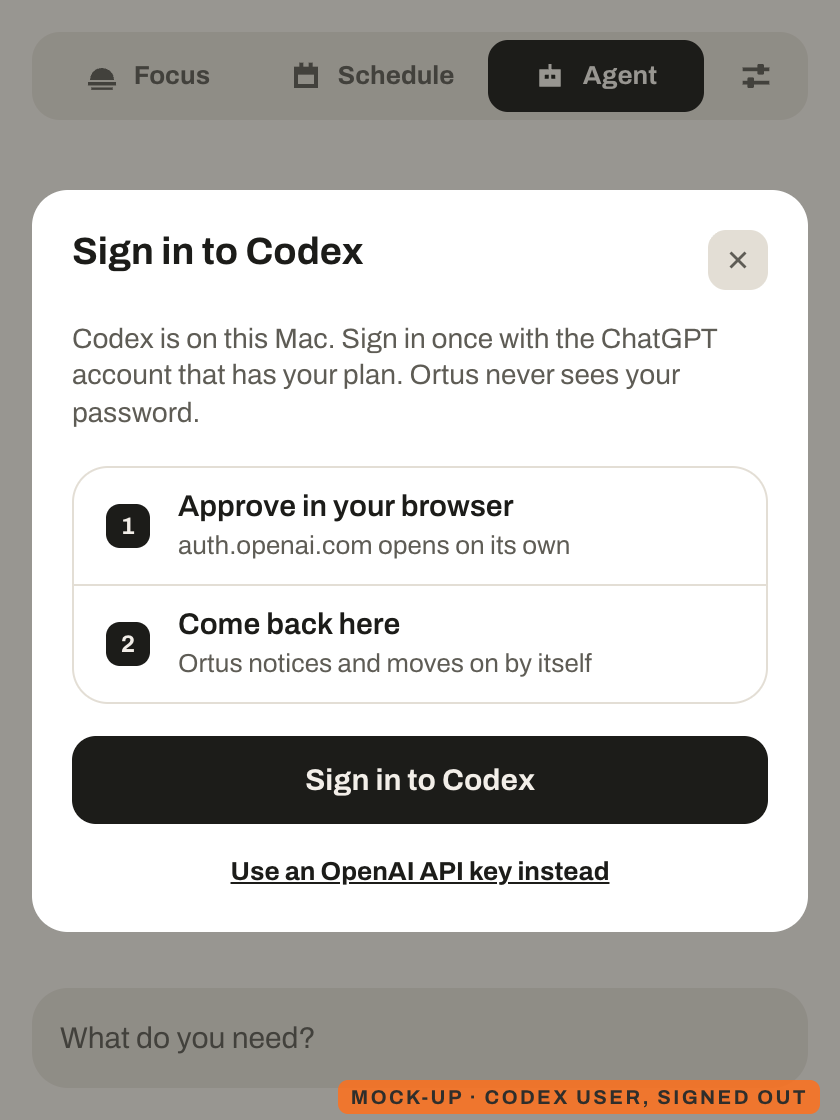 Focus
Schedule
Agent
Sign in to Codex
Codex is on this Mac. Sign in once with the ChatGPT
account that has your plan. Ortus never sees your
password.
1
Approve in your browser
auth.openai.com opens on its own
2
Come back here
Ortus notices and moves on by itself
Sign in to Codex
Use an OpenAI API key instead
What do you need?
MOCK-UP · CODEX USER, SIGNED OUT